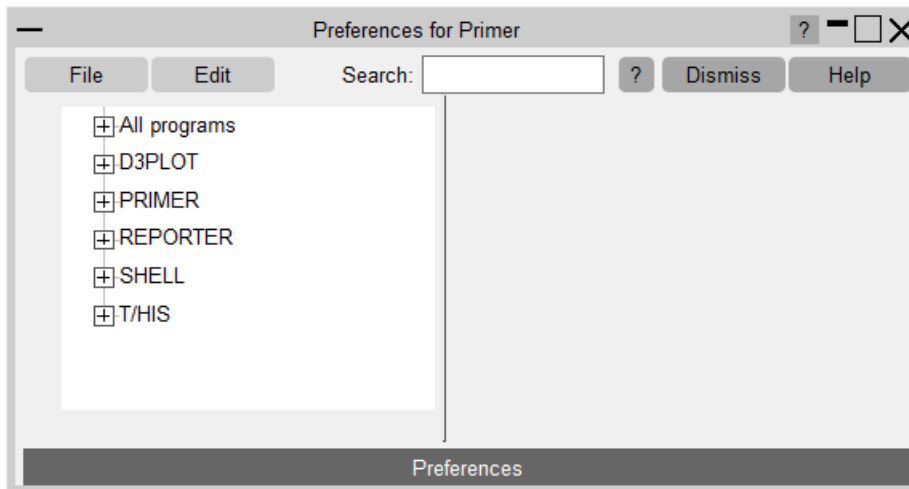 Preferences for Primer ?
File Edit Search: ? Dismiss Help
All programs
D3PLOT
PRIMER
REPORTER
SHELL
T/HIS
Preferences